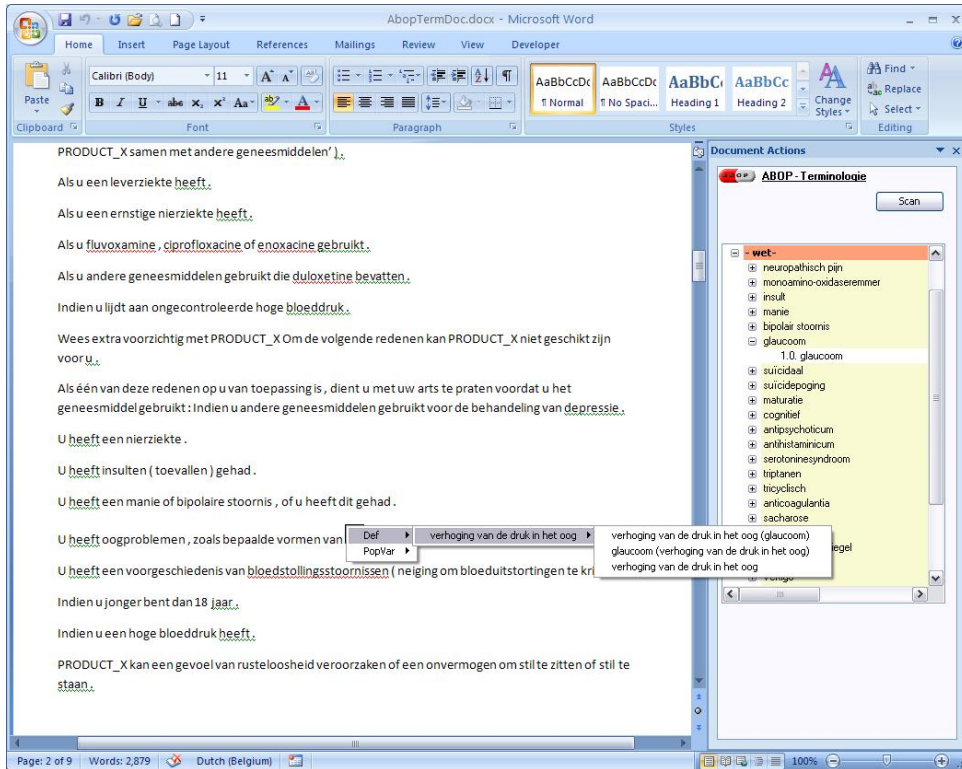 AbopTermDoc.docx - Microsoft Word
Home Insert Page Layout References Mailings Review View Developer
Paste
Calibri (Body) 11
AaBbCcDc AaBbCcDc AaBbC AaBbCc
¶ Normal ¶ No Spaci... Heading 1 Heading 2
Change Styles
Find
Replace
Select
Clipboard Font Paragraph Styles Editing
PRODUCT_X samen met andere geneesmiddelen' ) .
Als u een leverziekte heeft .
Als u een ernstige nierziekte heeft .
Als u fluvoxamine , ciprofloxacine of enoxacine gebruikt .
Als u andere geneesmiddelen gebruikt die duloxetine bevatten .
Indien u lijdt aan ongecontroleerde hoge bloeddruk .
Wees extra voorzichtig met PRODUCT_X Om de volgende redenen kan PRODUCT_X niet geschikt zijn
voor u .
Als één van deze redenen op u van toepassing is , dient u met uw arts te praten voordat u het
geneesmiddel gebruikt : Indien u andere geneesmiddelen gebruikt voor de behandeling van depressie .
U heeft een nierziekte .
U heeft insulten ( toevallen ) gehad .
U heeft een manie of bipolaire stoornis , of u heeft dit gehad .
U heeft oogproblemen , zoals bepaalde vormen van
Def
PopVar
verhoging van de druk in het oog
verhoging van de druk in het oog (glaucoom)
glaucoom (verhoging van de druk in het oog)
verhoging van de druk in het oog
U heeft een voorgeschiedenis van bloedstollingsstoornissen ( neiging om bloeduitstortingen te kri
Indien u jonger bent dan 18 jaar .
Indien u een hoge bloeddruk heeft .
PRODUCT_X kan een gevoel van rusteloosheid veroorzaken of een onvermogen om stil te zitten of stil te
staan .
Document Actions
ABOP - Terminologie
Scan
- wet-
neuropathisch pijn
monoamino-oxidaseremmer
insult
manie
bipolair stoornis
glaucoom
1.0. glaucoom
suïcidaal
suïcidepoging
maturatie
cognitief
antipsychoticum
antihistaminicum
serotoninesyndroom
triptanen
tricyclisch
anticoagulantia
sacharose
iegel
Page: 2 of 9 Words: 2,879 Dutch (Belgium) 100%